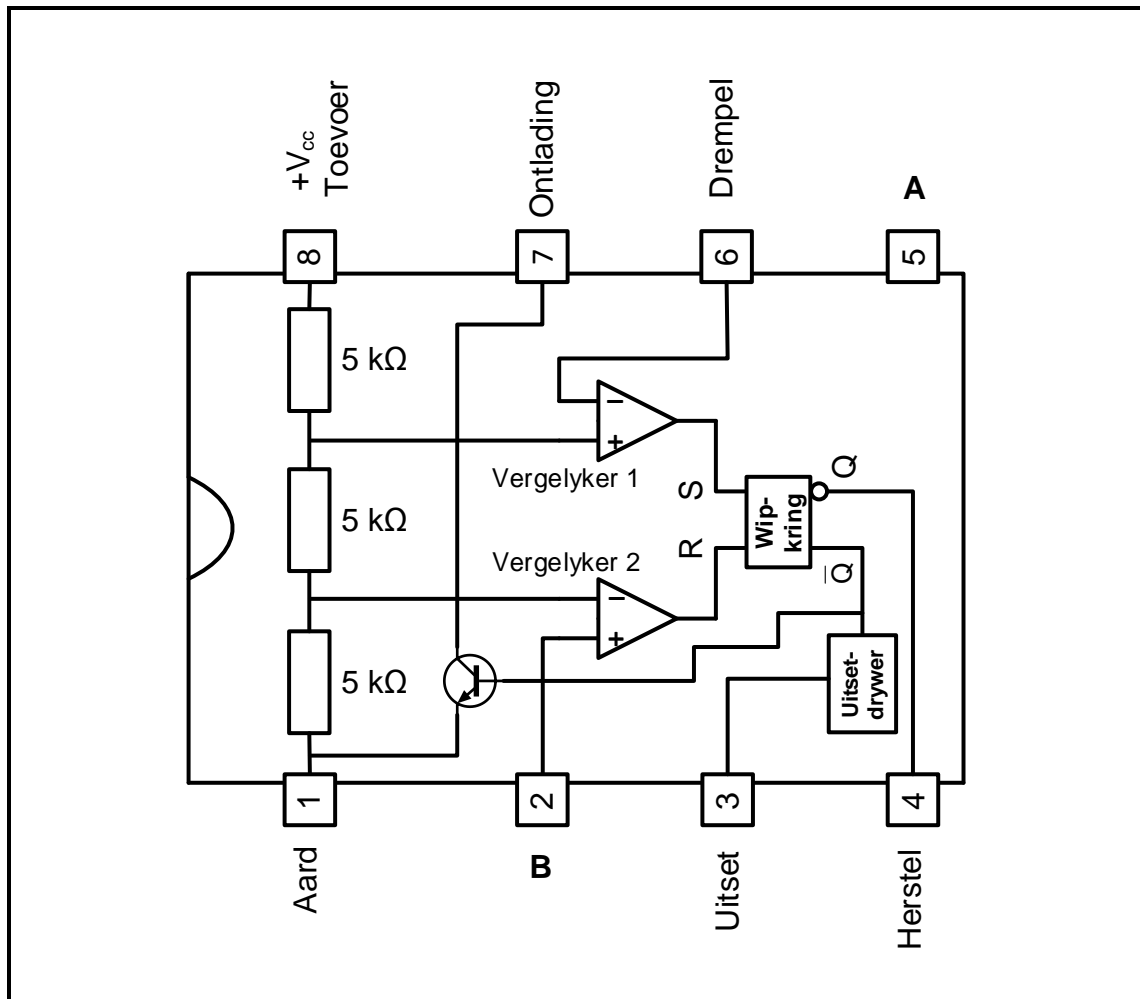 +Vcc
Toevoer
Ontlading
Drempel
A
8
7
6
5
5 kΩ
5 kΩ
5 kΩ
−
+
Vergelyker 1
S
Q
Wip-
kring
R
Vergelyker 2
Q̅
−
+
Uitset-
drywer
1
2
3
4
Aard
B
Uitset
Herstel